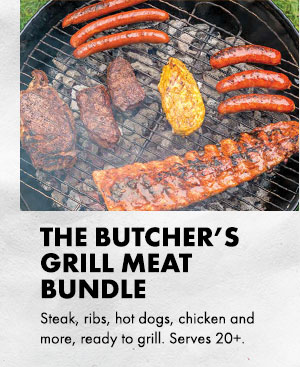 THE BUTCHER'S
GRILL MEAT
BUNDLE
Steak, ribs, hot dogs, chicken and
more, ready to grill. Serves 20+.